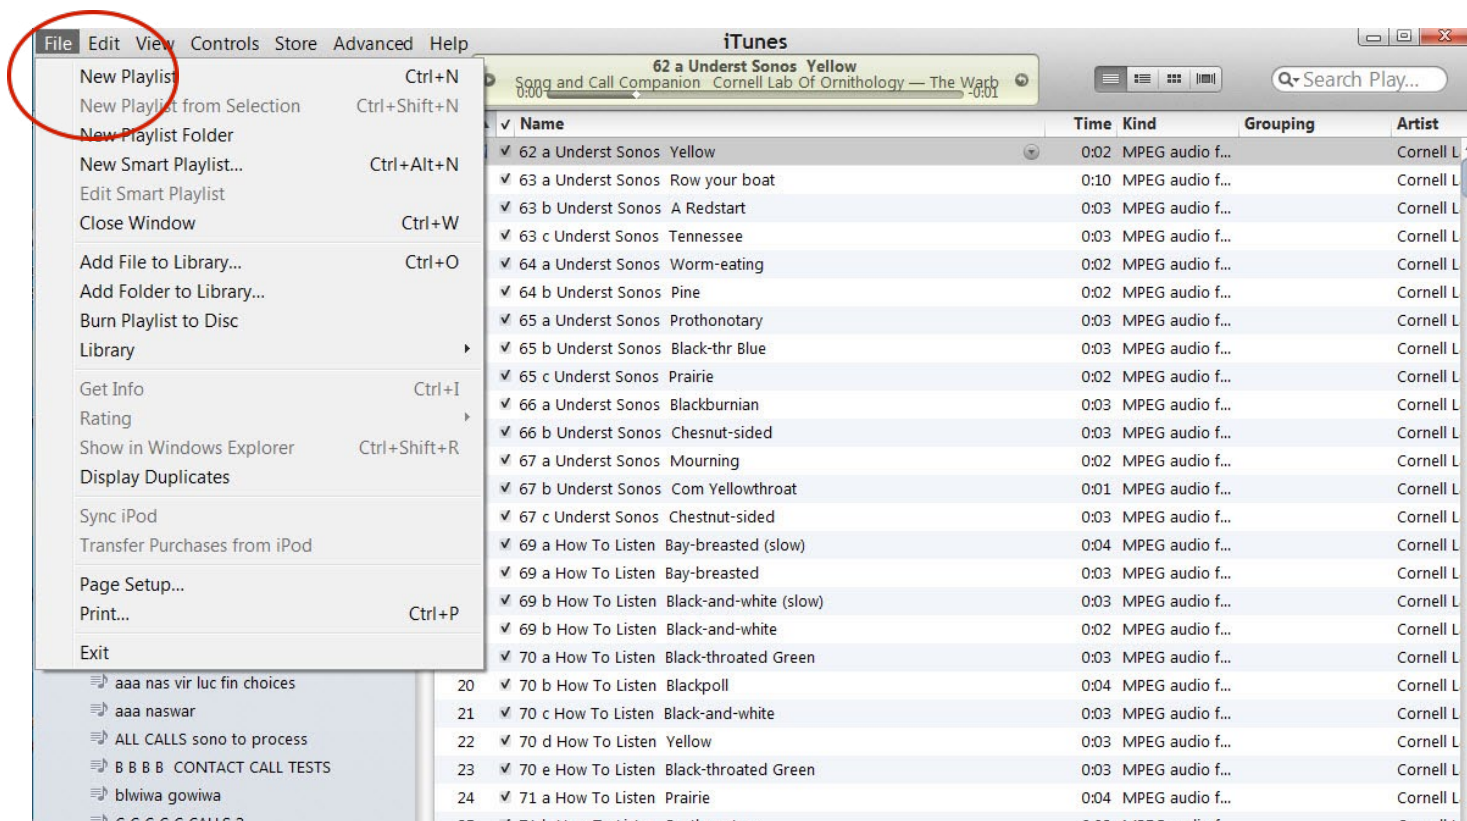 File Edit View Controls Store Advanced Help
iTunes
62 a Underst Sonos Yellow
Song and Call Companion Cornell Lab Of Ornithology — The Warb
0:00 -0:01
Search Play...
New Playlist Ctrl+N
New Playlist from Selection Ctrl+Shift+N
New Playlist Folder
New Smart Playlist... Ctrl+Alt+N
Edit Smart Playlist
Close Window Ctrl+W
Add File to Library... Ctrl+O
Add Folder to Library...
Burn Playlist to Disc
Library
Get Info Ctrl+I
Rating
Show in Windows Explorer Ctrl+Shift+R
Display Duplicates
Sync iPod
Transfer Purchases from iPod
Page Setup...
Print... Ctrl+P
Exit
aaa nas vir luc fin choices
aaa naswar
ALL CALLS sono to process
B B B B CONTACT CALL TESTS
blwiwa gowiwa
Name Time Kind Grouping Artist
62 a Underst Sonos Yellow 0:02 MPEG audio f... Cornell L
63 a Underst Sonos Row your boat 0:10 MPEG audio f... Cornell L
63 b Underst Sonos A Redstart 0:03 MPEG audio f... Cornell L
63 c Underst Sonos Tennessee 0:03 MPEG audio f... Cornell L
64 a Underst Sonos Worm-eating 0:02 MPEG audio f... Cornell L
64 b Underst Sonos Pine 0:02 MPEG audio f... Cornell L
65 a Underst Sonos Prothonotary 0:03 MPEG audio f... Cornell L
65 b Underst Sonos Black-thr Blue 0:03 MPEG audio f... Cornell L
65 c Underst Sonos Prairie 0:02 MPEG audio f... Cornell L
66 a Underst Sonos Blackburnian 0:03 MPEG audio f... Cornell L
66 b Underst Sonos Chesnut-sided 0:03 MPEG audio f... Cornell L
67 a Underst Sonos Mourning 0:02 MPEG audio f... Cornell L
67 b Underst Sonos Com Yellowthroat 0:01 MPEG audio f... Cornell L
67 c Underst Sonos Chestnut-sided 0:03 MPEG audio f... Cornell L
69 a How To Listen Bay-breasted (slow) 0:04 MPEG audio f... Cornell L
69 a How To Listen Bay-breasted 0:03 MPEG audio f... Cornell L
69 b How To Listen Black-and-white (slow) 0:03 MPEG audio f... Cornell L
69 b How To Listen Black-and-white 0:02 MPEG audio f... Cornell L
70 a How To Listen Black-throated Green 0:03 MPEG audio f... Cornell L
20 70 b How To Listen Blackpoll 0:04 MPEG audio f... Cornell L
21 70 c How To Listen Black-and-white 0:03 MPEG audio f... Cornell L
22 70 d How To Listen Yellow 0:03 MPEG audio f... Cornell L
23 70 e How To Listen Black-throated Green 0:03 MPEG audio f... Cornell L
24 71 a How To Listen Prairie 0:04 MPEG audio f... Cornell L